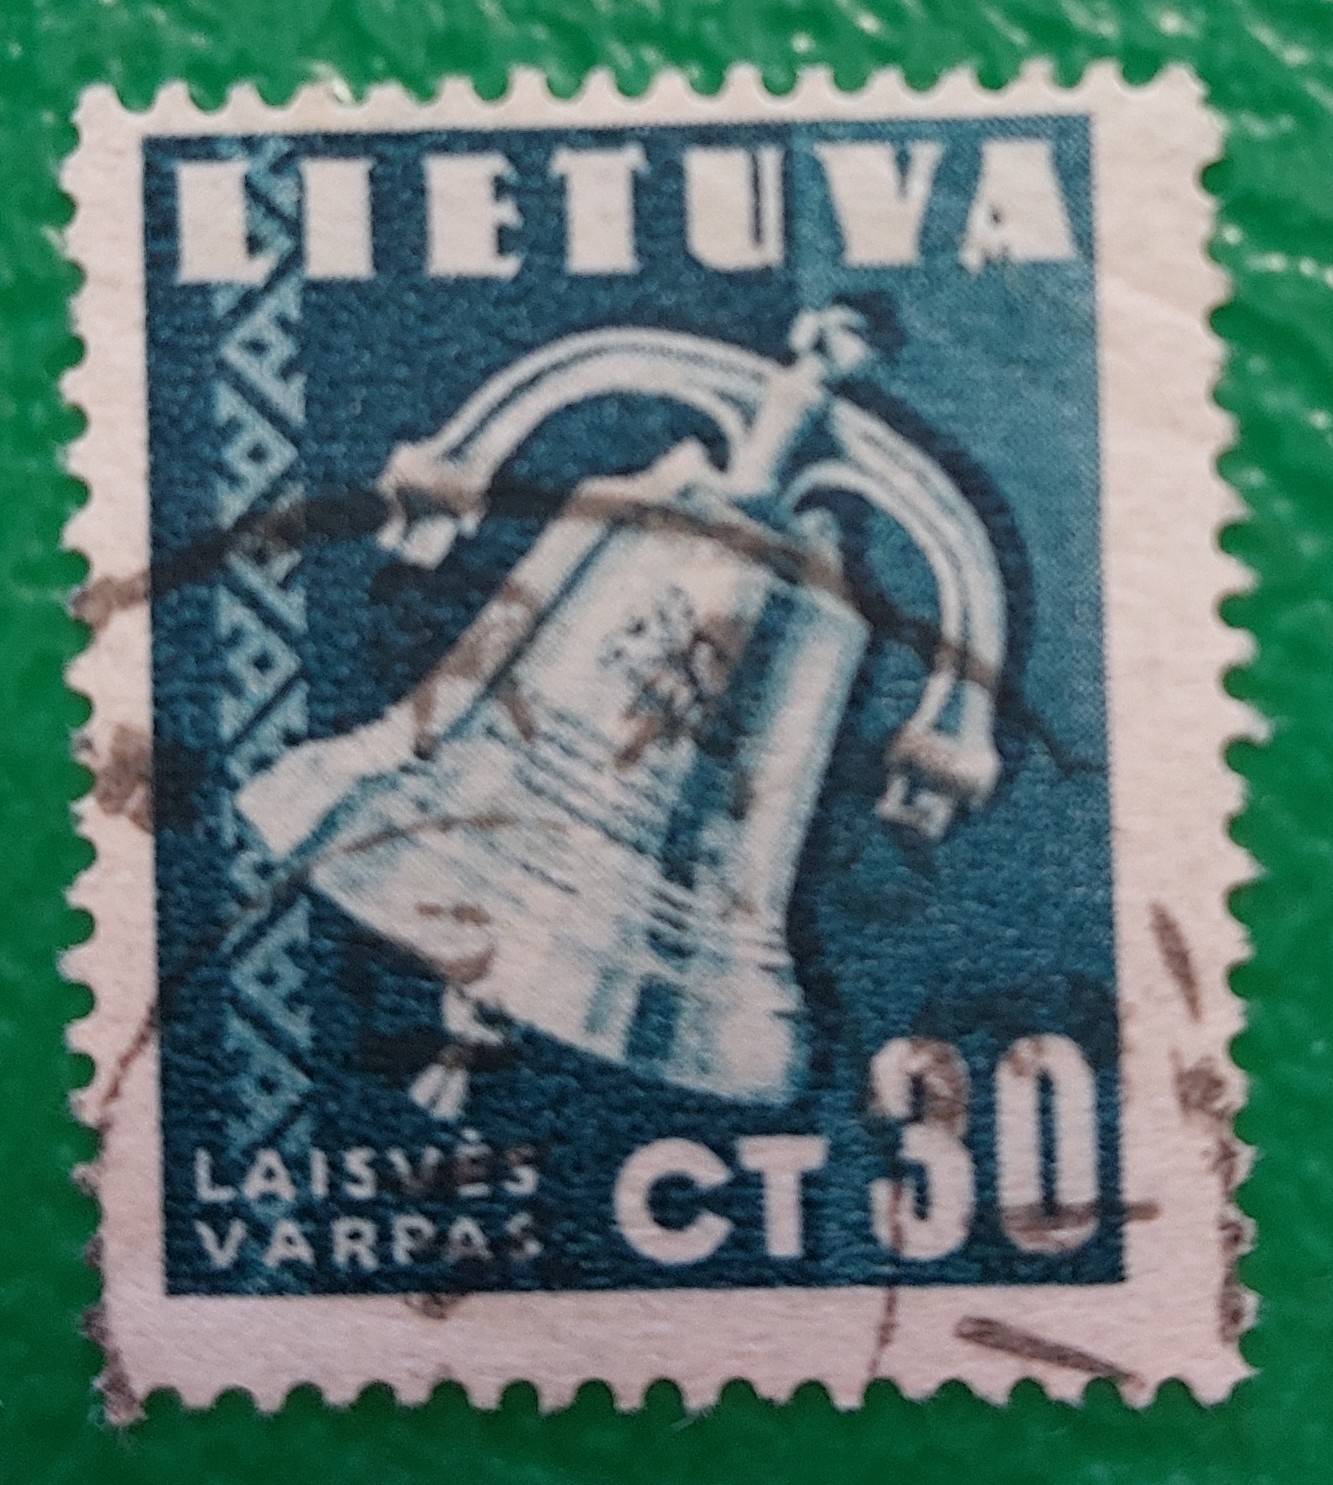 LIETUVA
LAISVĖS
VARPAS
CT 30